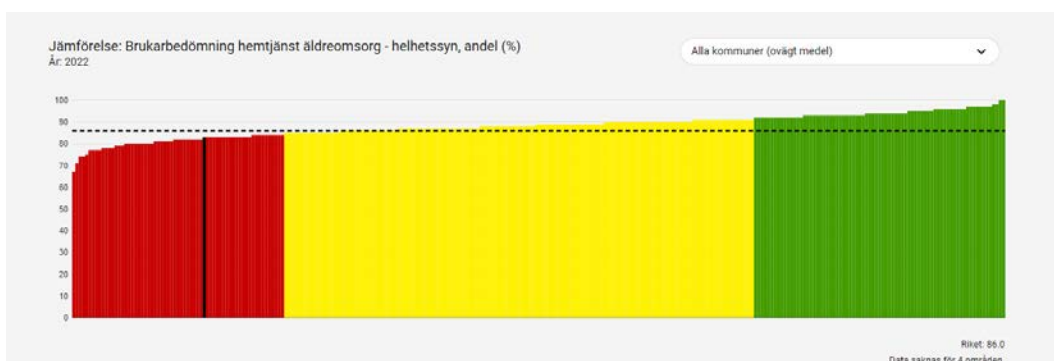 Jämförelse: Brukarbedömning hemtjänst äldreomsorg - helhetssyn, andel (%)
År: 2022
Alla kommuner (ovägt medel)
100
90
80
70
60
50
40
30
20
10
0
Riket: 86.0
Data saknas för 4 områden.